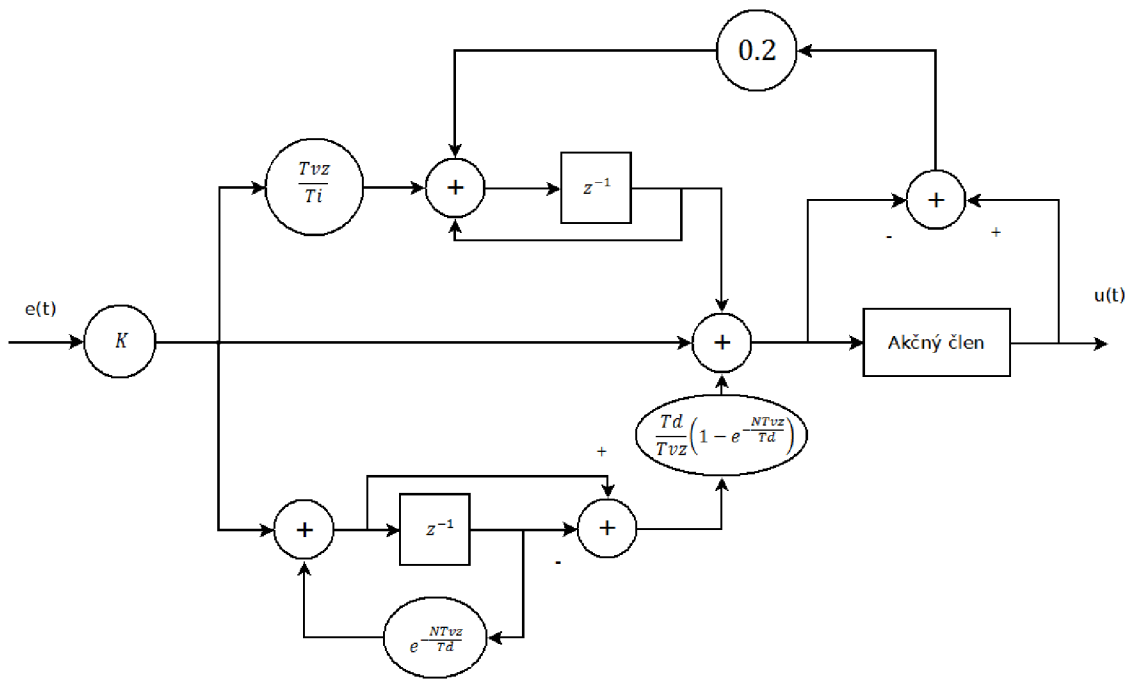 0.2
Tvz
Ti
+
z⁻¹
+
-
+
e(t)
K
+
Akčný člen
u(t)
Td/Tvz(1 − e^(-NTvz/Td))
+
+
z⁻¹
+
-
e^(-NTvz/Td)